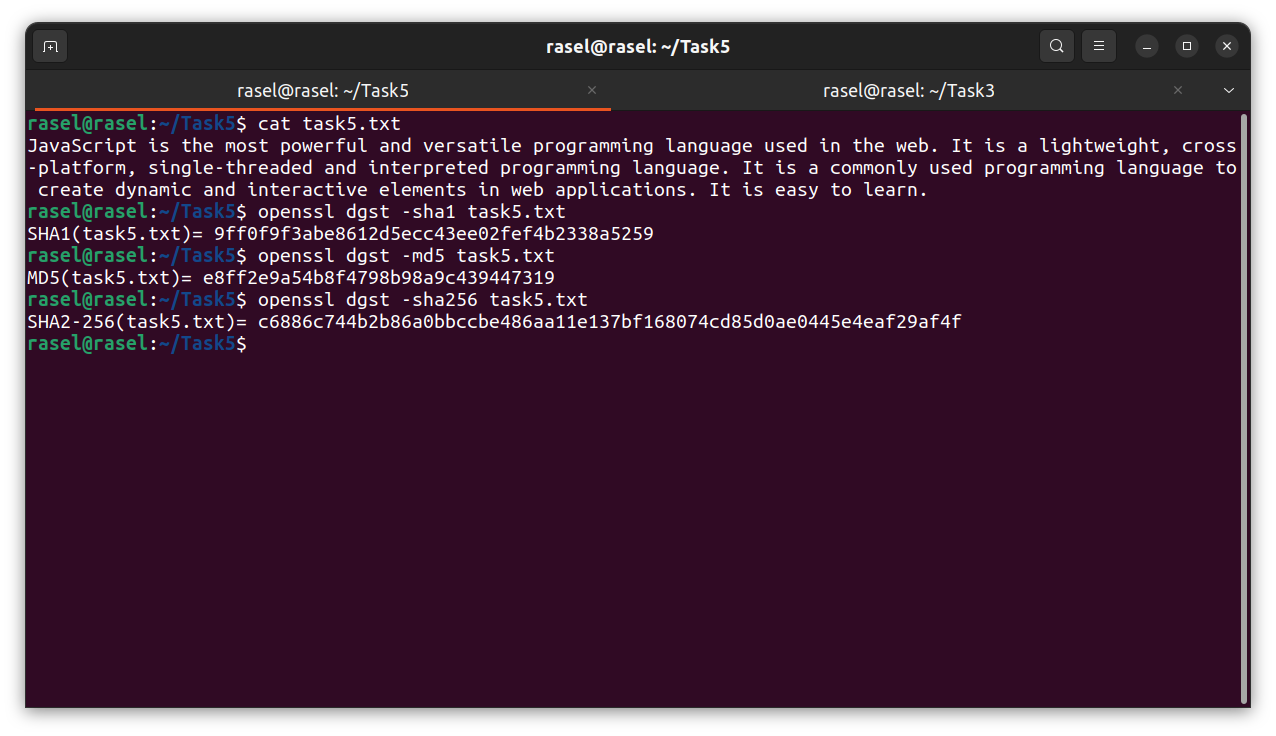 rasel@rasel: ~/Task5
rasel@rasel: ~/Task5
rasel@rasel: ~/Task3
rasel@rasel:~/Task5$ cat task5.txt
JavaScript is the most powerful and versatile programming language used in the web. It is a lightweight, cross
-platform, single-threaded and interpreted programming language. It is a commonly used programming language to
 create dynamic and interactive elements in web applications. It is easy to learn.
rasel@rasel:~/Task5$ openssl dgst -sha1 task5.txt
SHA1(task5.txt)= 9ff0f9f3abe8612d5ecc43ee02fef4b2338a5259
rasel@rasel:~/Task5$ openssl dgst -md5 task5.txt
MD5(task5.txt)= e8ff2e9a54b8f4798b98a9c439447319
rasel@rasel:~/Task5$ openssl dgst -sha256 task5.txt
SHA2-256(task5.txt)= c6886c744b2b86a0bbccbe486aa11e137bf168074cd85d0ae0445e4eaf29af4f
rasel@rasel:~/Task5$